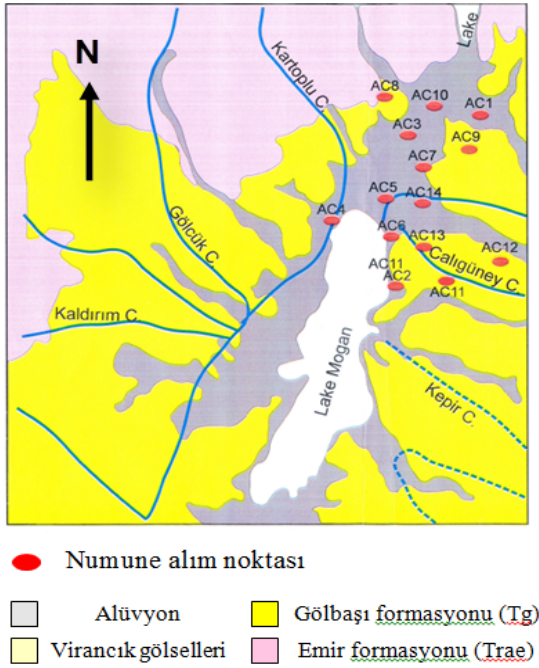 Lake
N
Kartoplu C.
AC8
AC10
AC1
AC3
AC9
AC7
AC5
AC14
AC4
Gölcük C.
AC6
AC13
AC12
Calıgüney C.
AC11
AC2
AC11
Kaldırım C.
Lake Mogan
Kepir C.
Numune alım noktası
Alüvyon
Gölbaşı formasyonu (Tg)
Virancık gölselleri
Emir formasyonu (Trae)